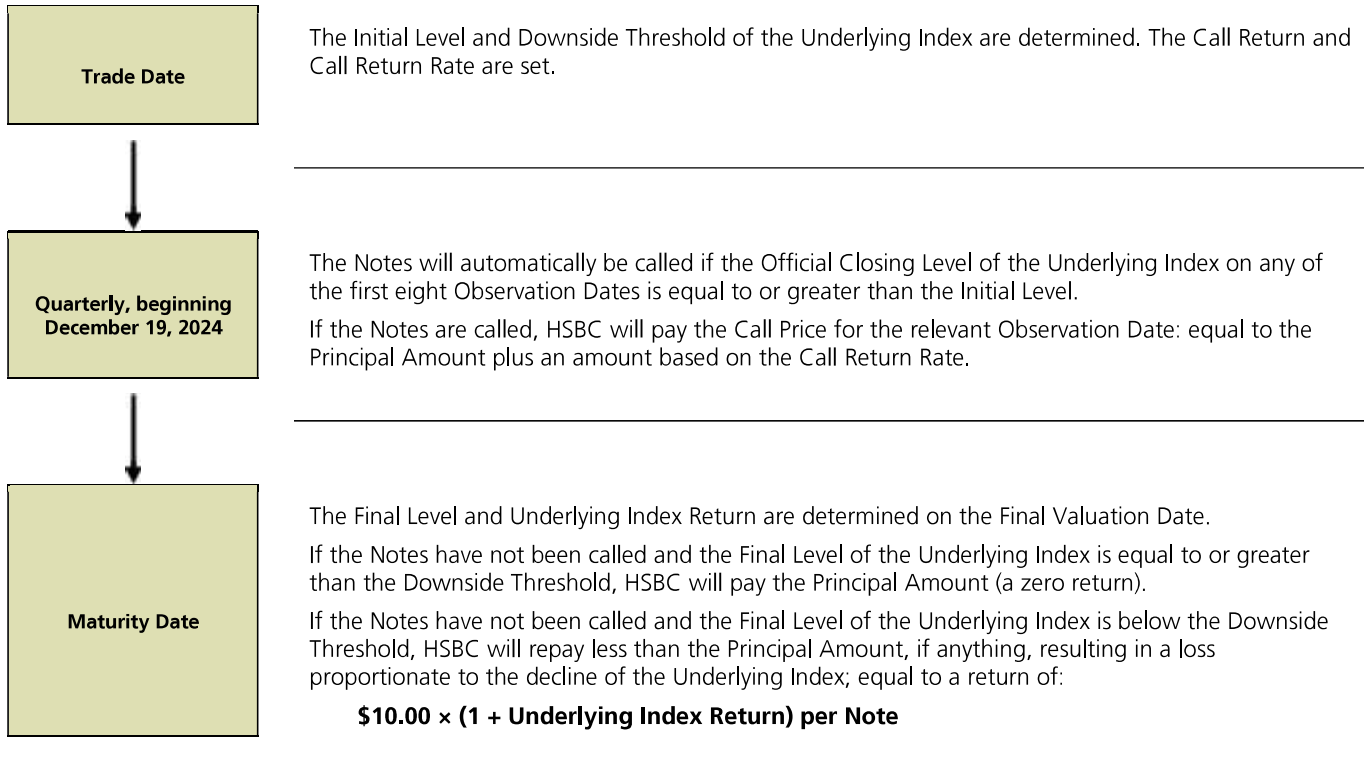 Trade Date
The Initial Level and Downside Threshold of the Underlying Index are determined. The Call Return and
Call Return Rate are set.
Quarterly, beginning
December 19, 2024
The Notes will automatically be called if the Official Closing Level of the Underlying Index on any of
the first eight Observation Dates is equal to or greater than the Initial Level.
If the Notes are called, HSBC will pay the Call Price for the relevant Observation Date: equal to the
Principal Amount plus an amount based on the Call Return Rate.
Maturity Date
The Final Level and Underlying Index Return are determined on the Final Valuation Date.
If the Notes have not been called and the Final Level of the Underlying Index is equal to or greater
than the Downside Threshold, HSBC will pay the Principal Amount (a zero return).
If the Notes have not been called and the Final Level of the Underlying Index is below the Downside
Threshold, HSBC will repay less than the Principal Amount, if anything, resulting in a loss
proportionate to the decline of the Underlying Index; equal to a return of:
$10.00 × (1 + Underlying Index Return) per Note